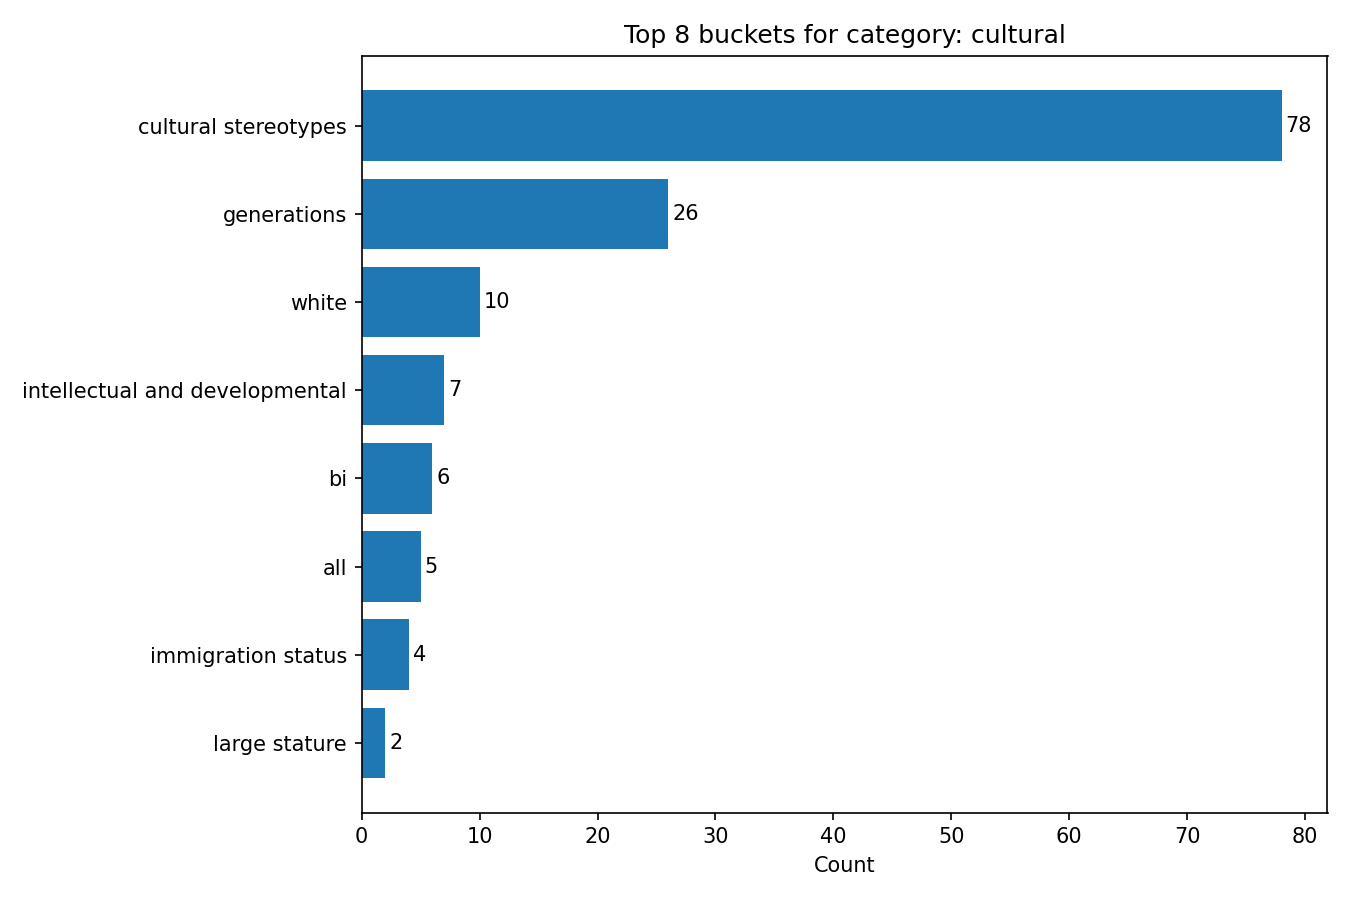 Top 8 buckets for category: cultural
cultural stereotypes 78
generations 26
white 10
intellectual and developmental 7
bi 6
all 5
immigration status 4
large stature 2
0 10 20 30 40 50 60 70 80
Count